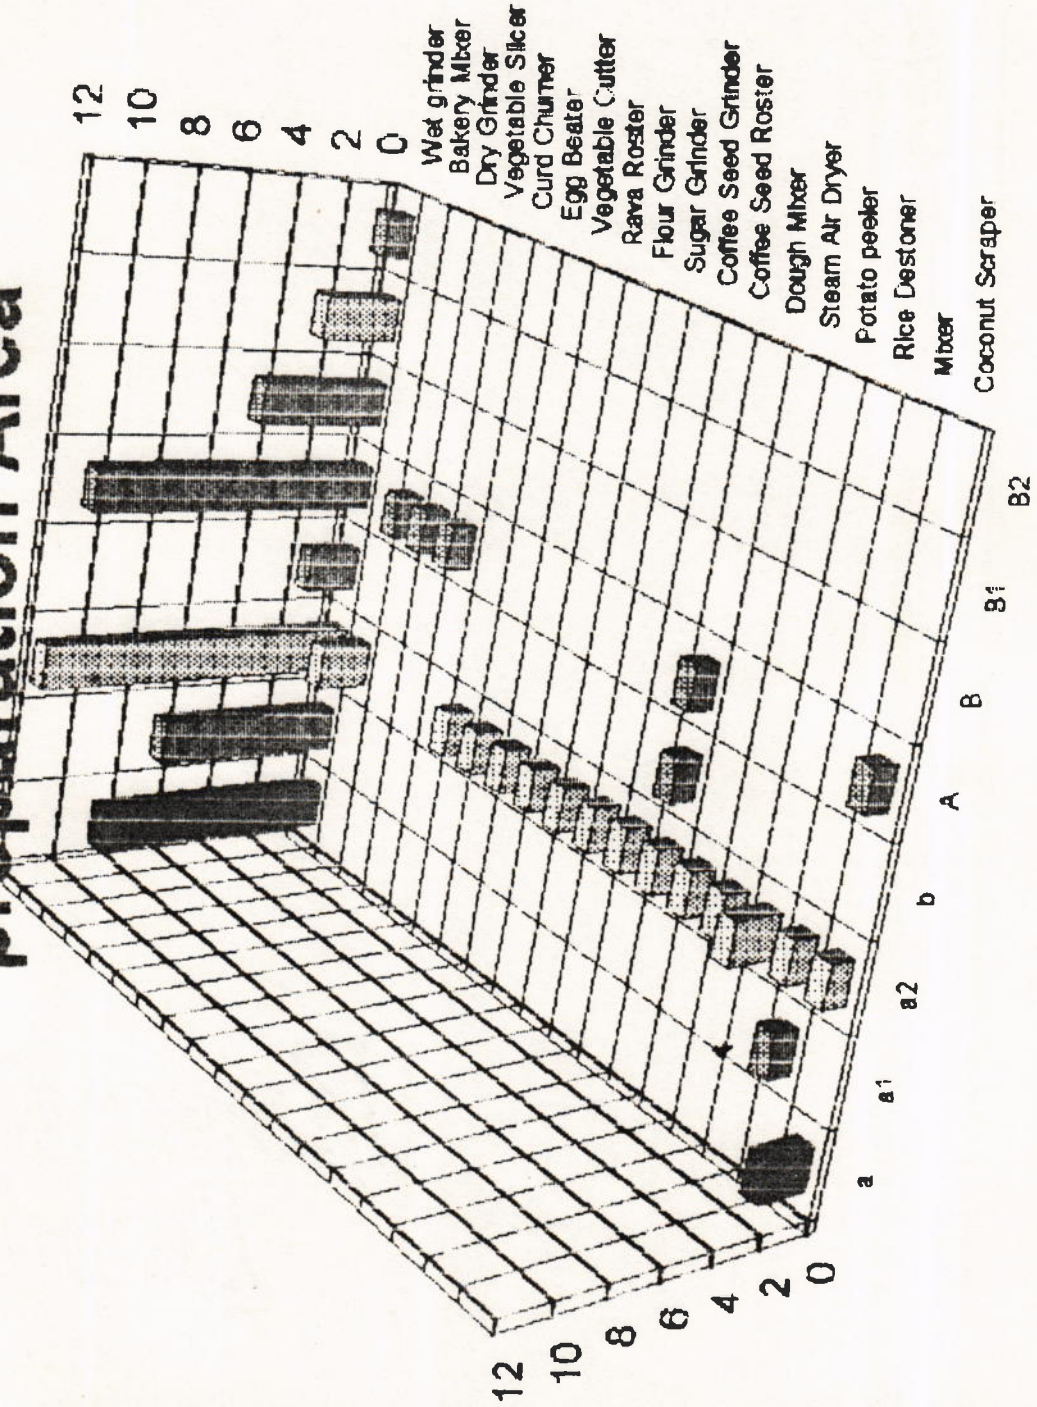 Preparation Area
12
10
8
6
4
2
0
Wet grinder
Bakery Mixer
Dry Grinder
Vegetable Slicer
Curd Churner
Egg Beater
Vegetable Cutter
Rava Roster
Flour Grinder
Sugar Grinder
Coffee Seed Grinder
Coffee Seed Roster
Dough Mixer
Steam Air Dryer
Potato peeler
Rice Destoner
Mixer
Coconut Scraper
12
10
8
6
4
2
0
a
a1
a2
b
A
B
B1
B2